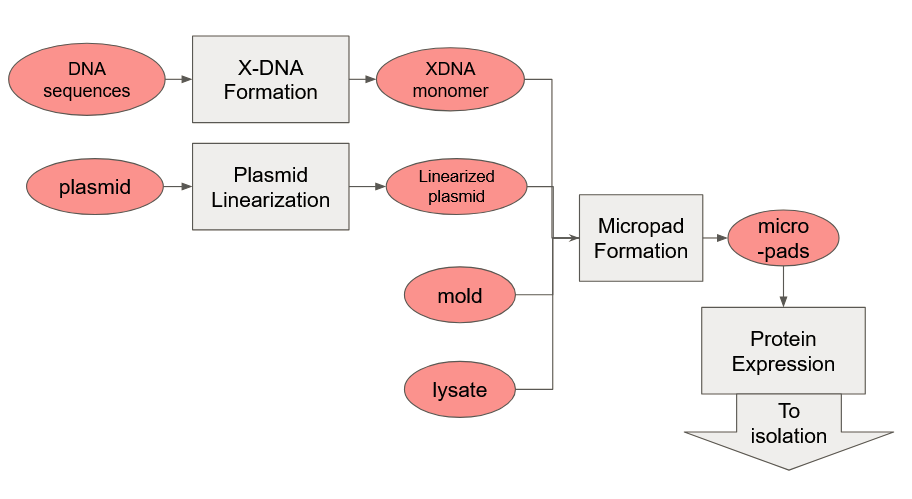 DNA
sequences
X-DNA
Formation
XDNA
monomer
plasmid
Plasmid
Linearization
Linearized
plasmid
mold
lysate
Micropad
Formation
micro
-pads
Protein
Expression
To
isolation